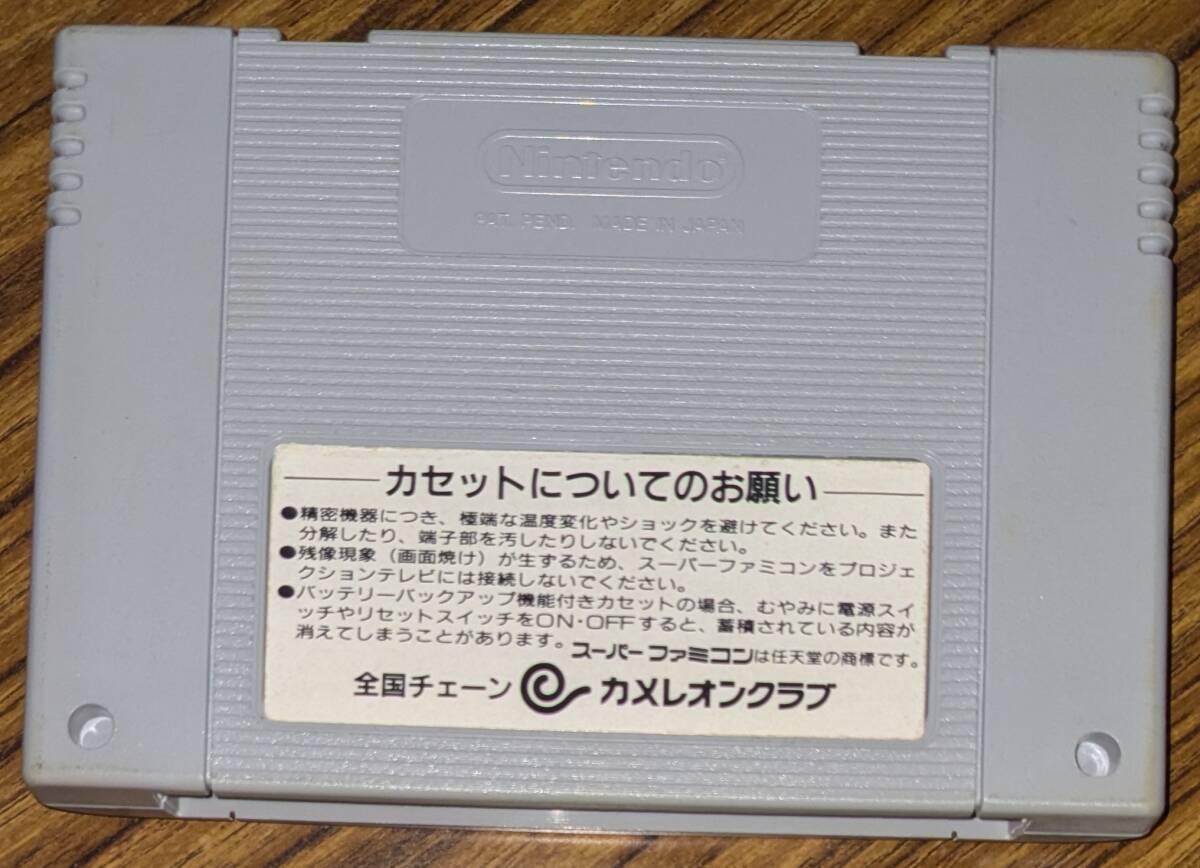 Nintendo
PAT. PEND. MADE IN JAPAN
カセットについてのお願い
●精密機器につき、極端な温度変化やショックを避けてください。また
分解したり、端子部を汚したりしないでください。
●残像現象（画面焼け）が生ずるため、スーパーファミコンをプロジェ
クションテレビには接続しないでください。
●バッテリーバックアップ機能付きカセットの場合、むやみに電源スイ
ッチやリセットスイッチをON・OFFすると、蓄積されている内容が
消えてしまうことがあります。スーパーファミコンは任天堂の商標です。
全国チェーン カメレオンクラブ